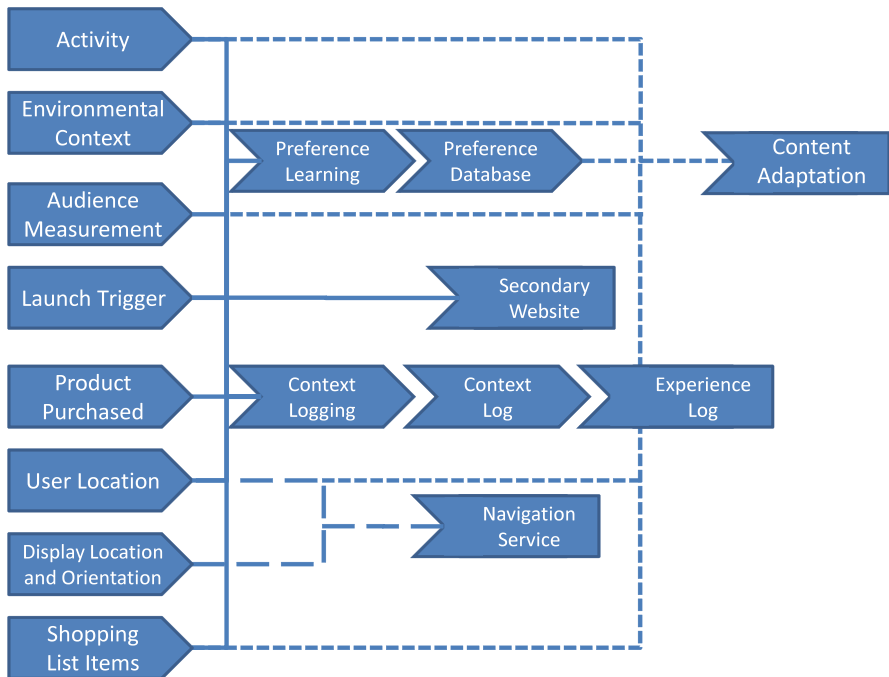 Activity
Environmental
Context
Preference
Learning
Preference
Database
Content
Adaptation
Audience
Measurement
Launch Trigger
Secondary
Website
Product
Purchased
Context
Logging
Context
Log
Experience
Log
User Location
Navigation
Service
Display Location
and Orientation
Shopping
List Items